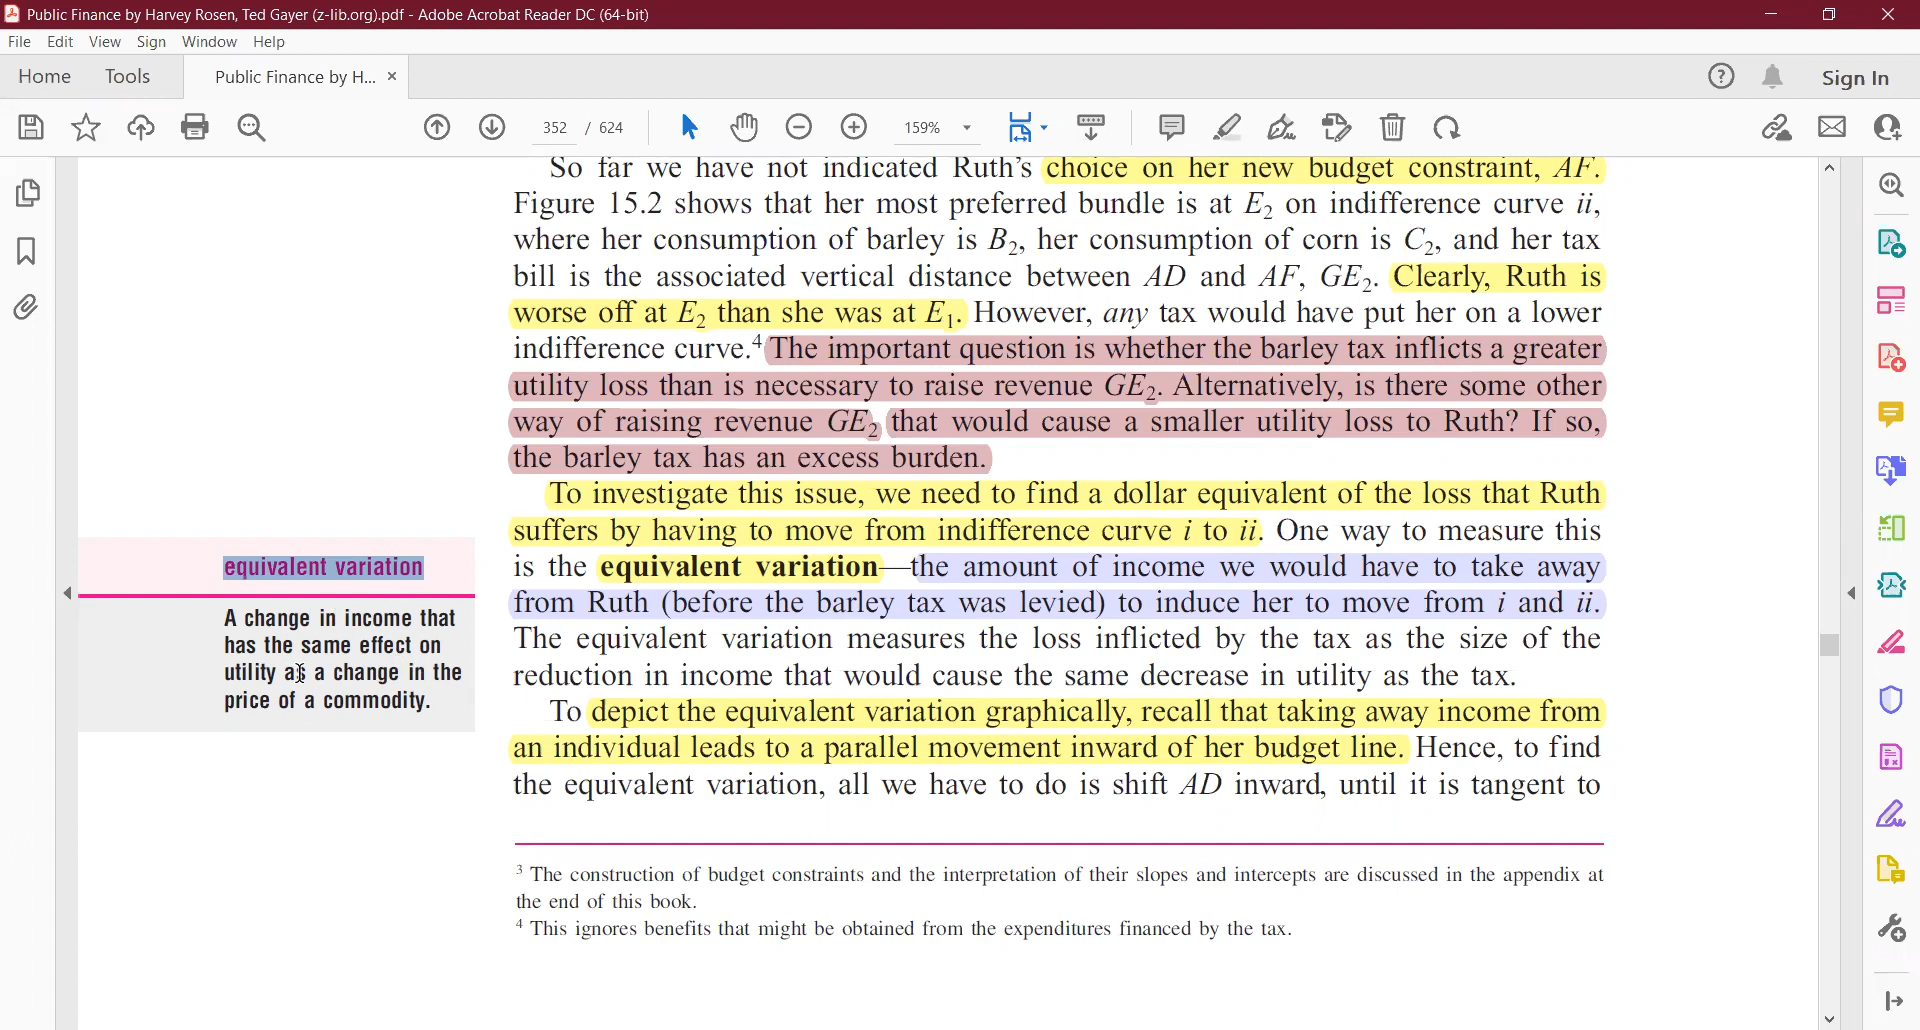 Public Finance by Harvey Rosen, Ted Gayer (z-lib.org).pdf - Adobe Acrobat Reader DC (64-bit)
File Edit View Sign Window Help
Home Tools Public Finance by H... × Sign In
352 / 624 159%
So far we have not indicated Ruth's choice on her new budget constraint, AF.
Figure 15.2 shows that her most preferred bundle is at E₂ on indifference curve ii,
where her consumption of barley is B₂, her consumption of corn is C₂, and her tax
bill is the associated vertical distance between AD and AF, GE₂. Clearly, Ruth is
worse off at E₂ than she was at E₁. However, any tax would have put her on a lower
indifference curve.⁴ The important question is whether the barley tax inflicts a greater
utility loss than is necessary to raise revenue GE₂. Alternatively, is there some other
way of raising revenue GE₂ that would cause a smaller utility loss to Ruth? If so,
the barley tax has an excess burden.
To investigate this issue, we need to find a dollar equivalent of the loss that Ruth
suffers by having to move from indifference curve i to ii. One way to measure this
is the equivalent variation—the amount of income we would have to take away
from Ruth (before the barley tax was levied) to induce her to move from i and ii.
The equivalent variation measures the loss inflicted by the tax as the size of the
reduction in income that would cause the same decrease in utility as the tax.
To depict the equivalent variation graphically, recall that taking away income from
an individual leads to a parallel movement inward of her budget line. Hence, to find
the equivalent variation, all we have to do is shift AD inward, until it is tangent to
equivalent variation
A change in income that
has the same effect on
utility as a change in the
price of a commodity.
³ The construction of budget constraints and the interpretation of their slopes and intercepts are discussed in the appendix at
the end of this book.
⁴ This ignores benefits that might be obtained from the expenditures financed by the tax.